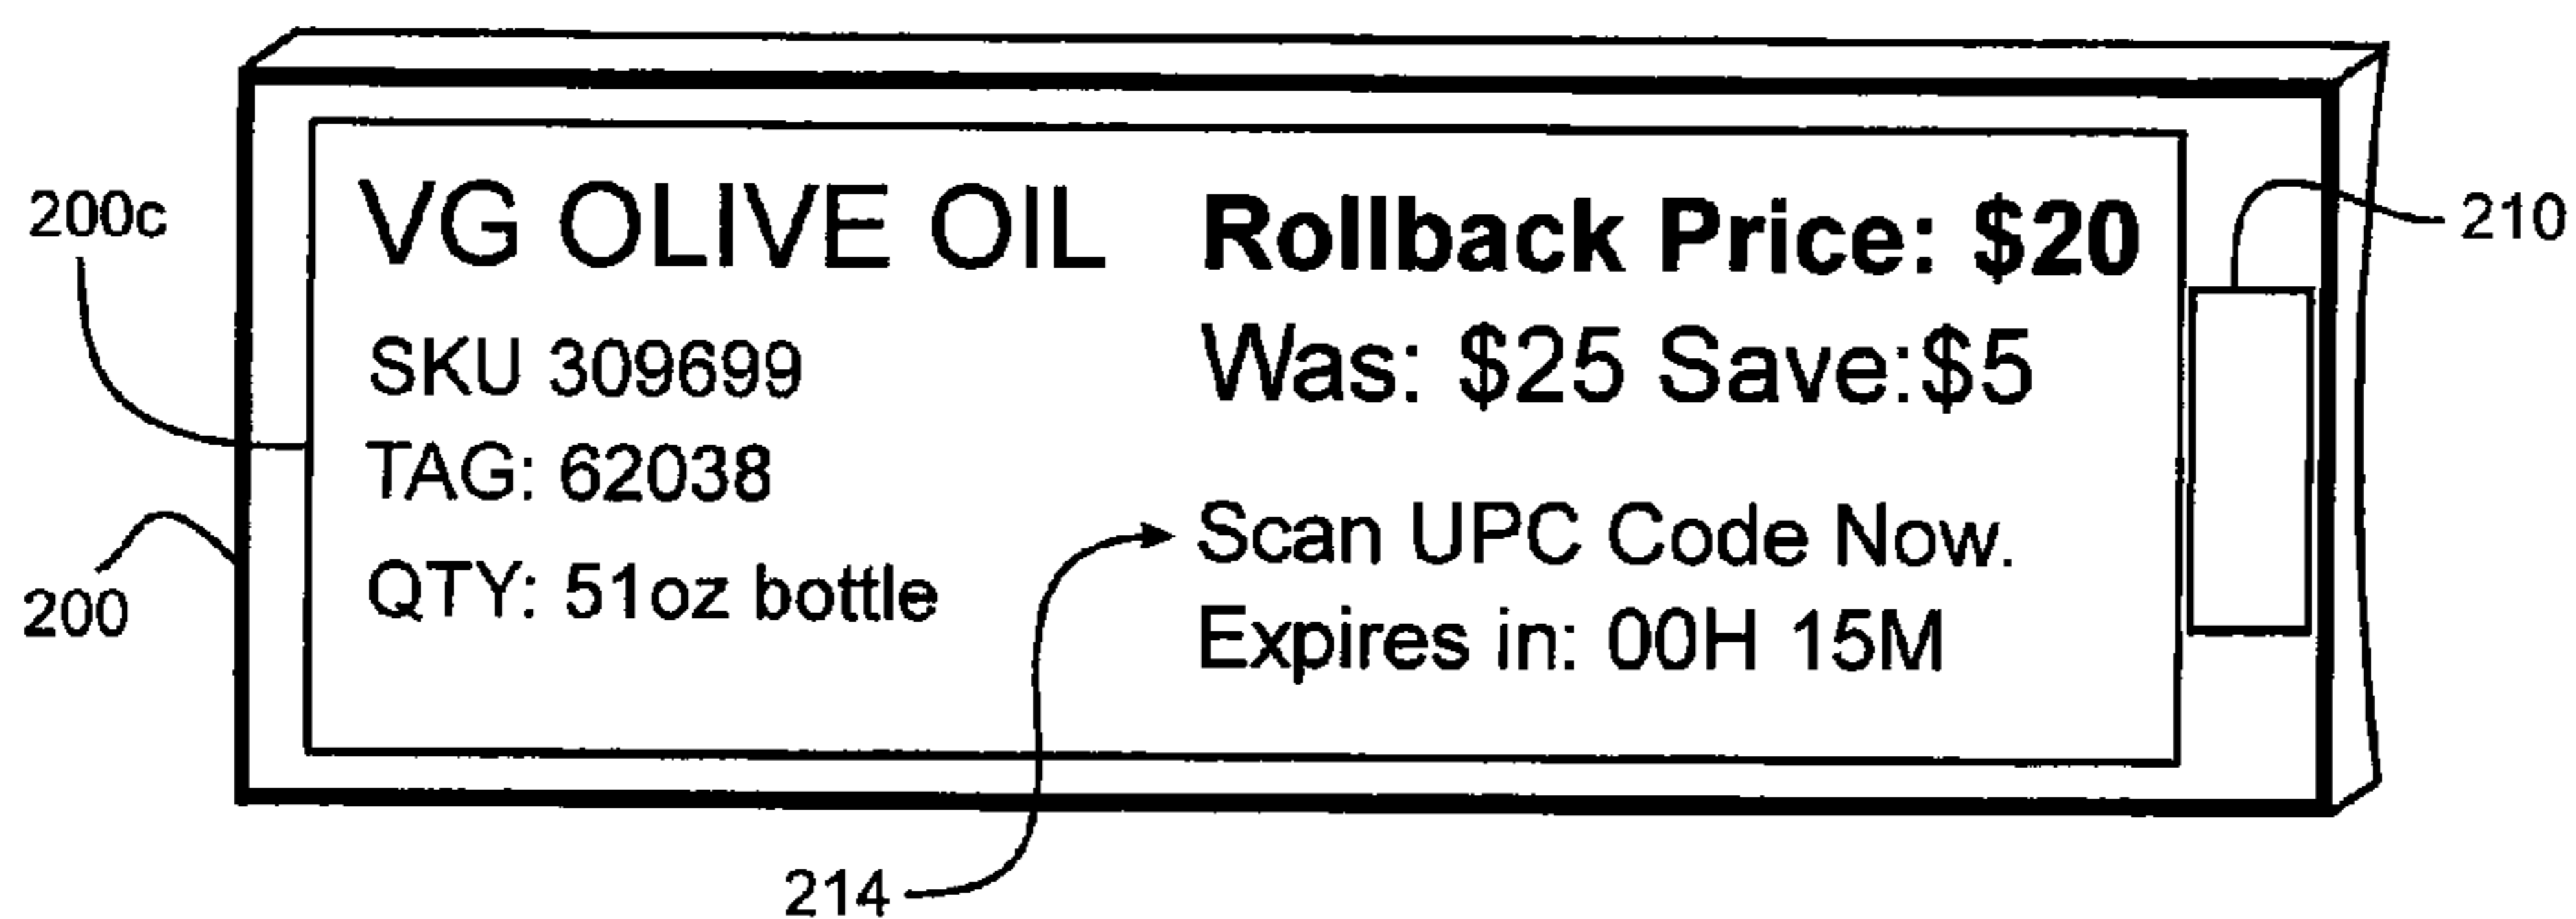 VG OLIVE OIL
SKU 309699
TAG: 62038
QTY: 51oz bottle
Rollback Price: $20
Was: $25 Save:$5
Scan UPC Code Now.
Expires in: 00H 15M
200c
200
210
214